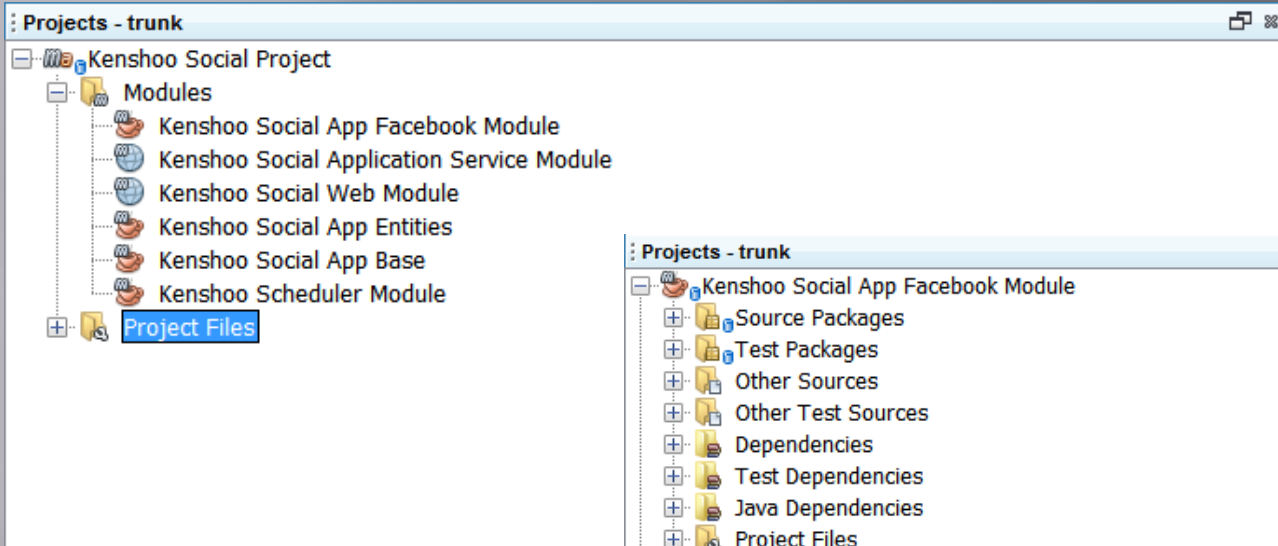 Projects - trunk
Kenshoo Social Project
Modules
Kenshoo Social App Facebook Module
Kenshoo Social Application Service Module
Kenshoo Social Web Module
Kenshoo Social App Entities
Kenshoo Social App Base
Kenshoo Scheduler Module
Project Files
Projects - trunk
Kenshoo Social App Facebook Module
Source Packages
Test Packages
Other Sources
Other Test Sources
Dependencies
Test Dependencies
Java Dependencies
Project Files